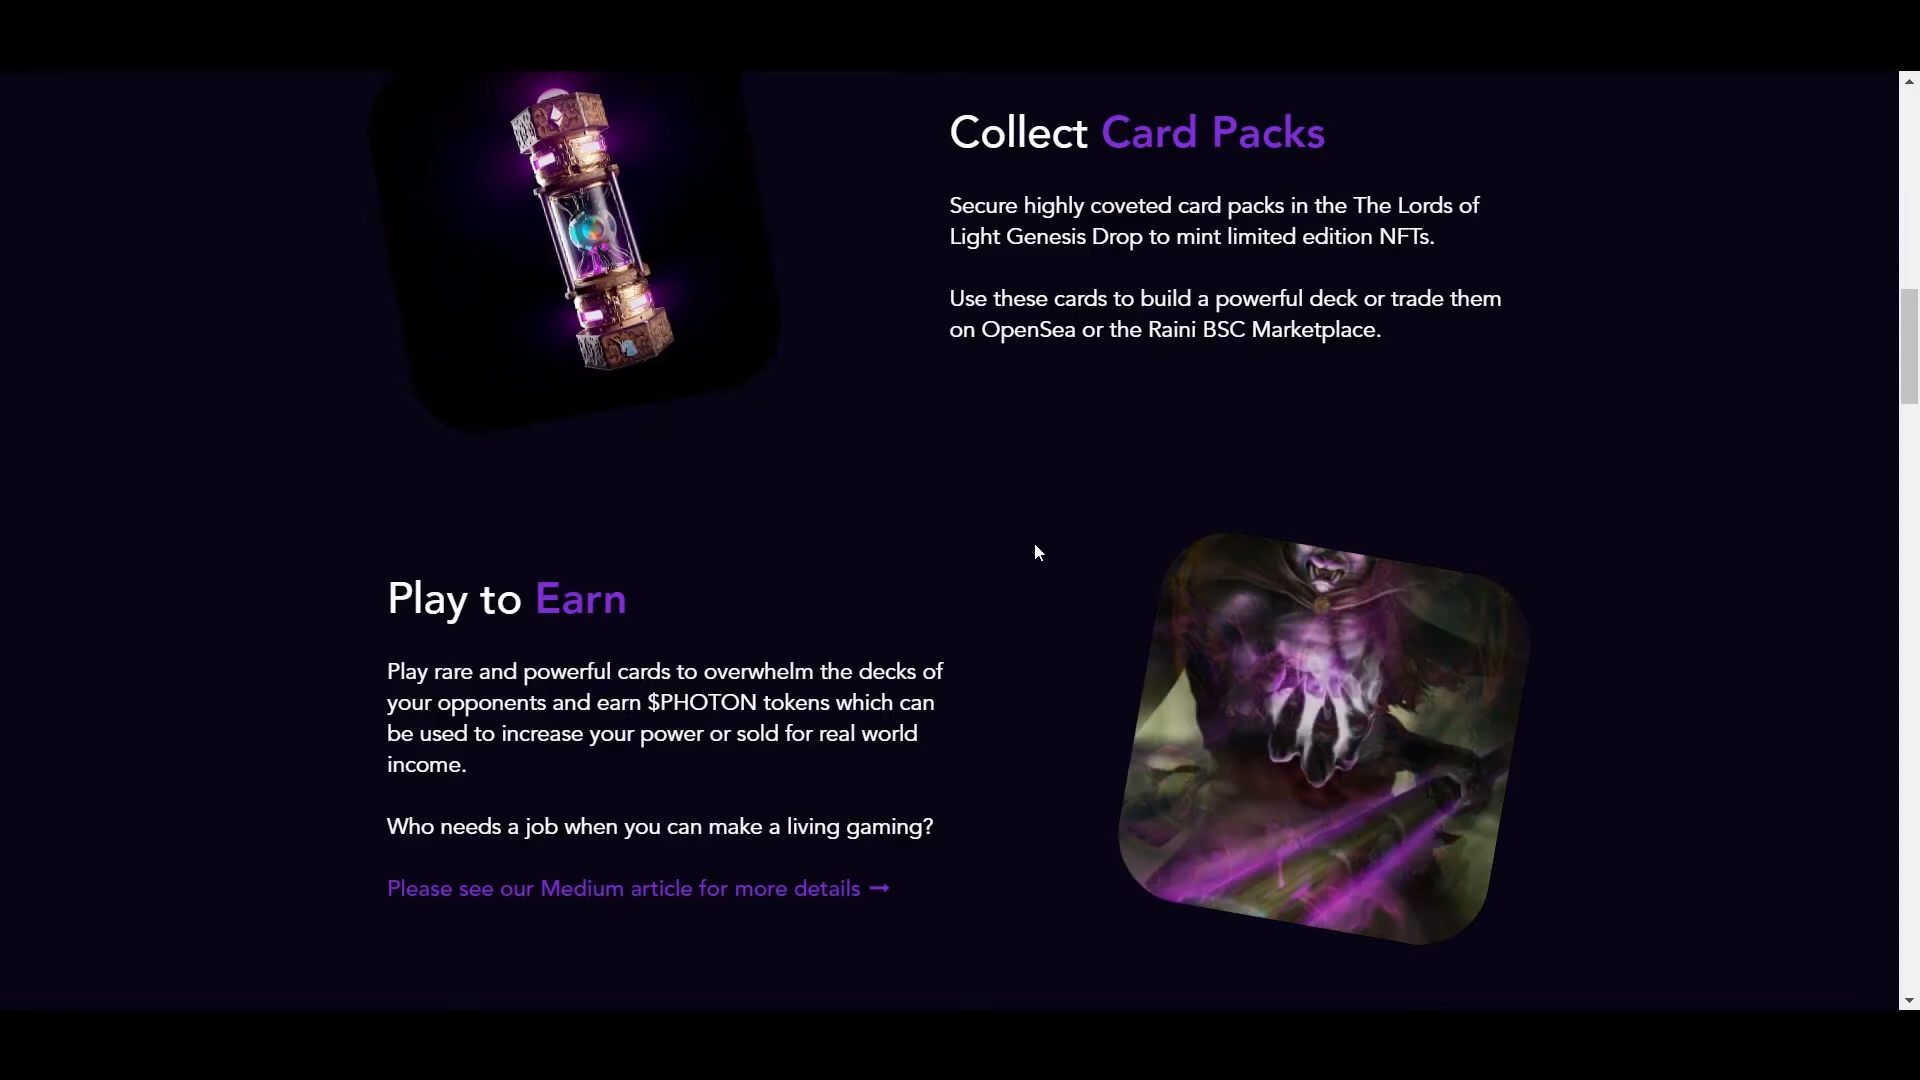 Collect Card Packs
Secure highly coveted card packs in the The Lords of
Light Genesis Drop to mint limited edition NFTs.
Use these cards to build a powerful deck or trade them
on OpenSea or the Raini BSC Marketplace.
Play to Earn
Play rare and powerful cards to overwhelm the decks of
your opponents and earn $PHOTON tokens which can
be used to increase your power or sold for real world
income.
Who needs a job when you can make a living gaming?
Please see our Medium article for more details →